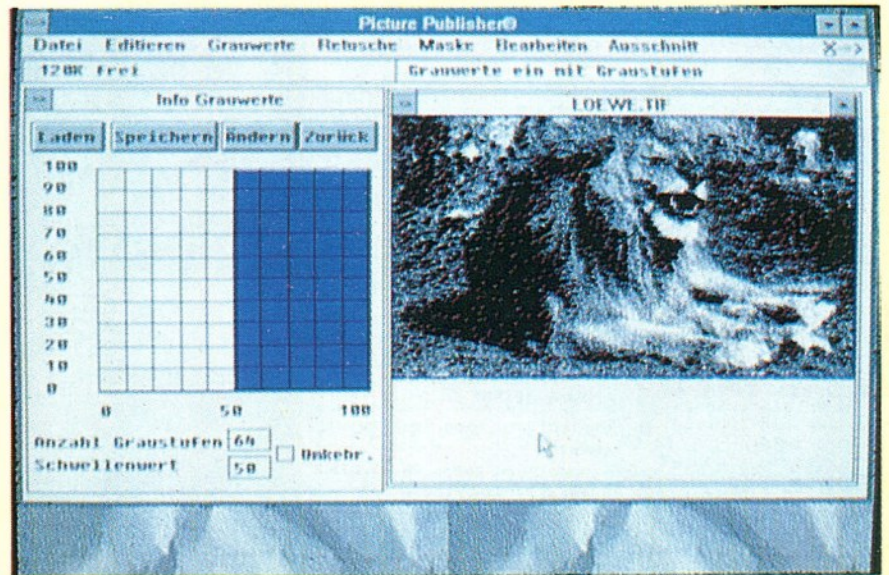 Picture Publisher®
Datei Editieren Grauwerte Retusche Maske Bearbeiten Ausschnitt
120K frei
Grauwerte ein mit Graustufen
Info Grauwerte
LOEWE.TIF
Laden Speichern Ändern Zurück
100
90
80
70
60
50
40
30
20
10
0
0 50 100
Anzahl Graustufen 64
Schwellenwert 50
Umkehr.